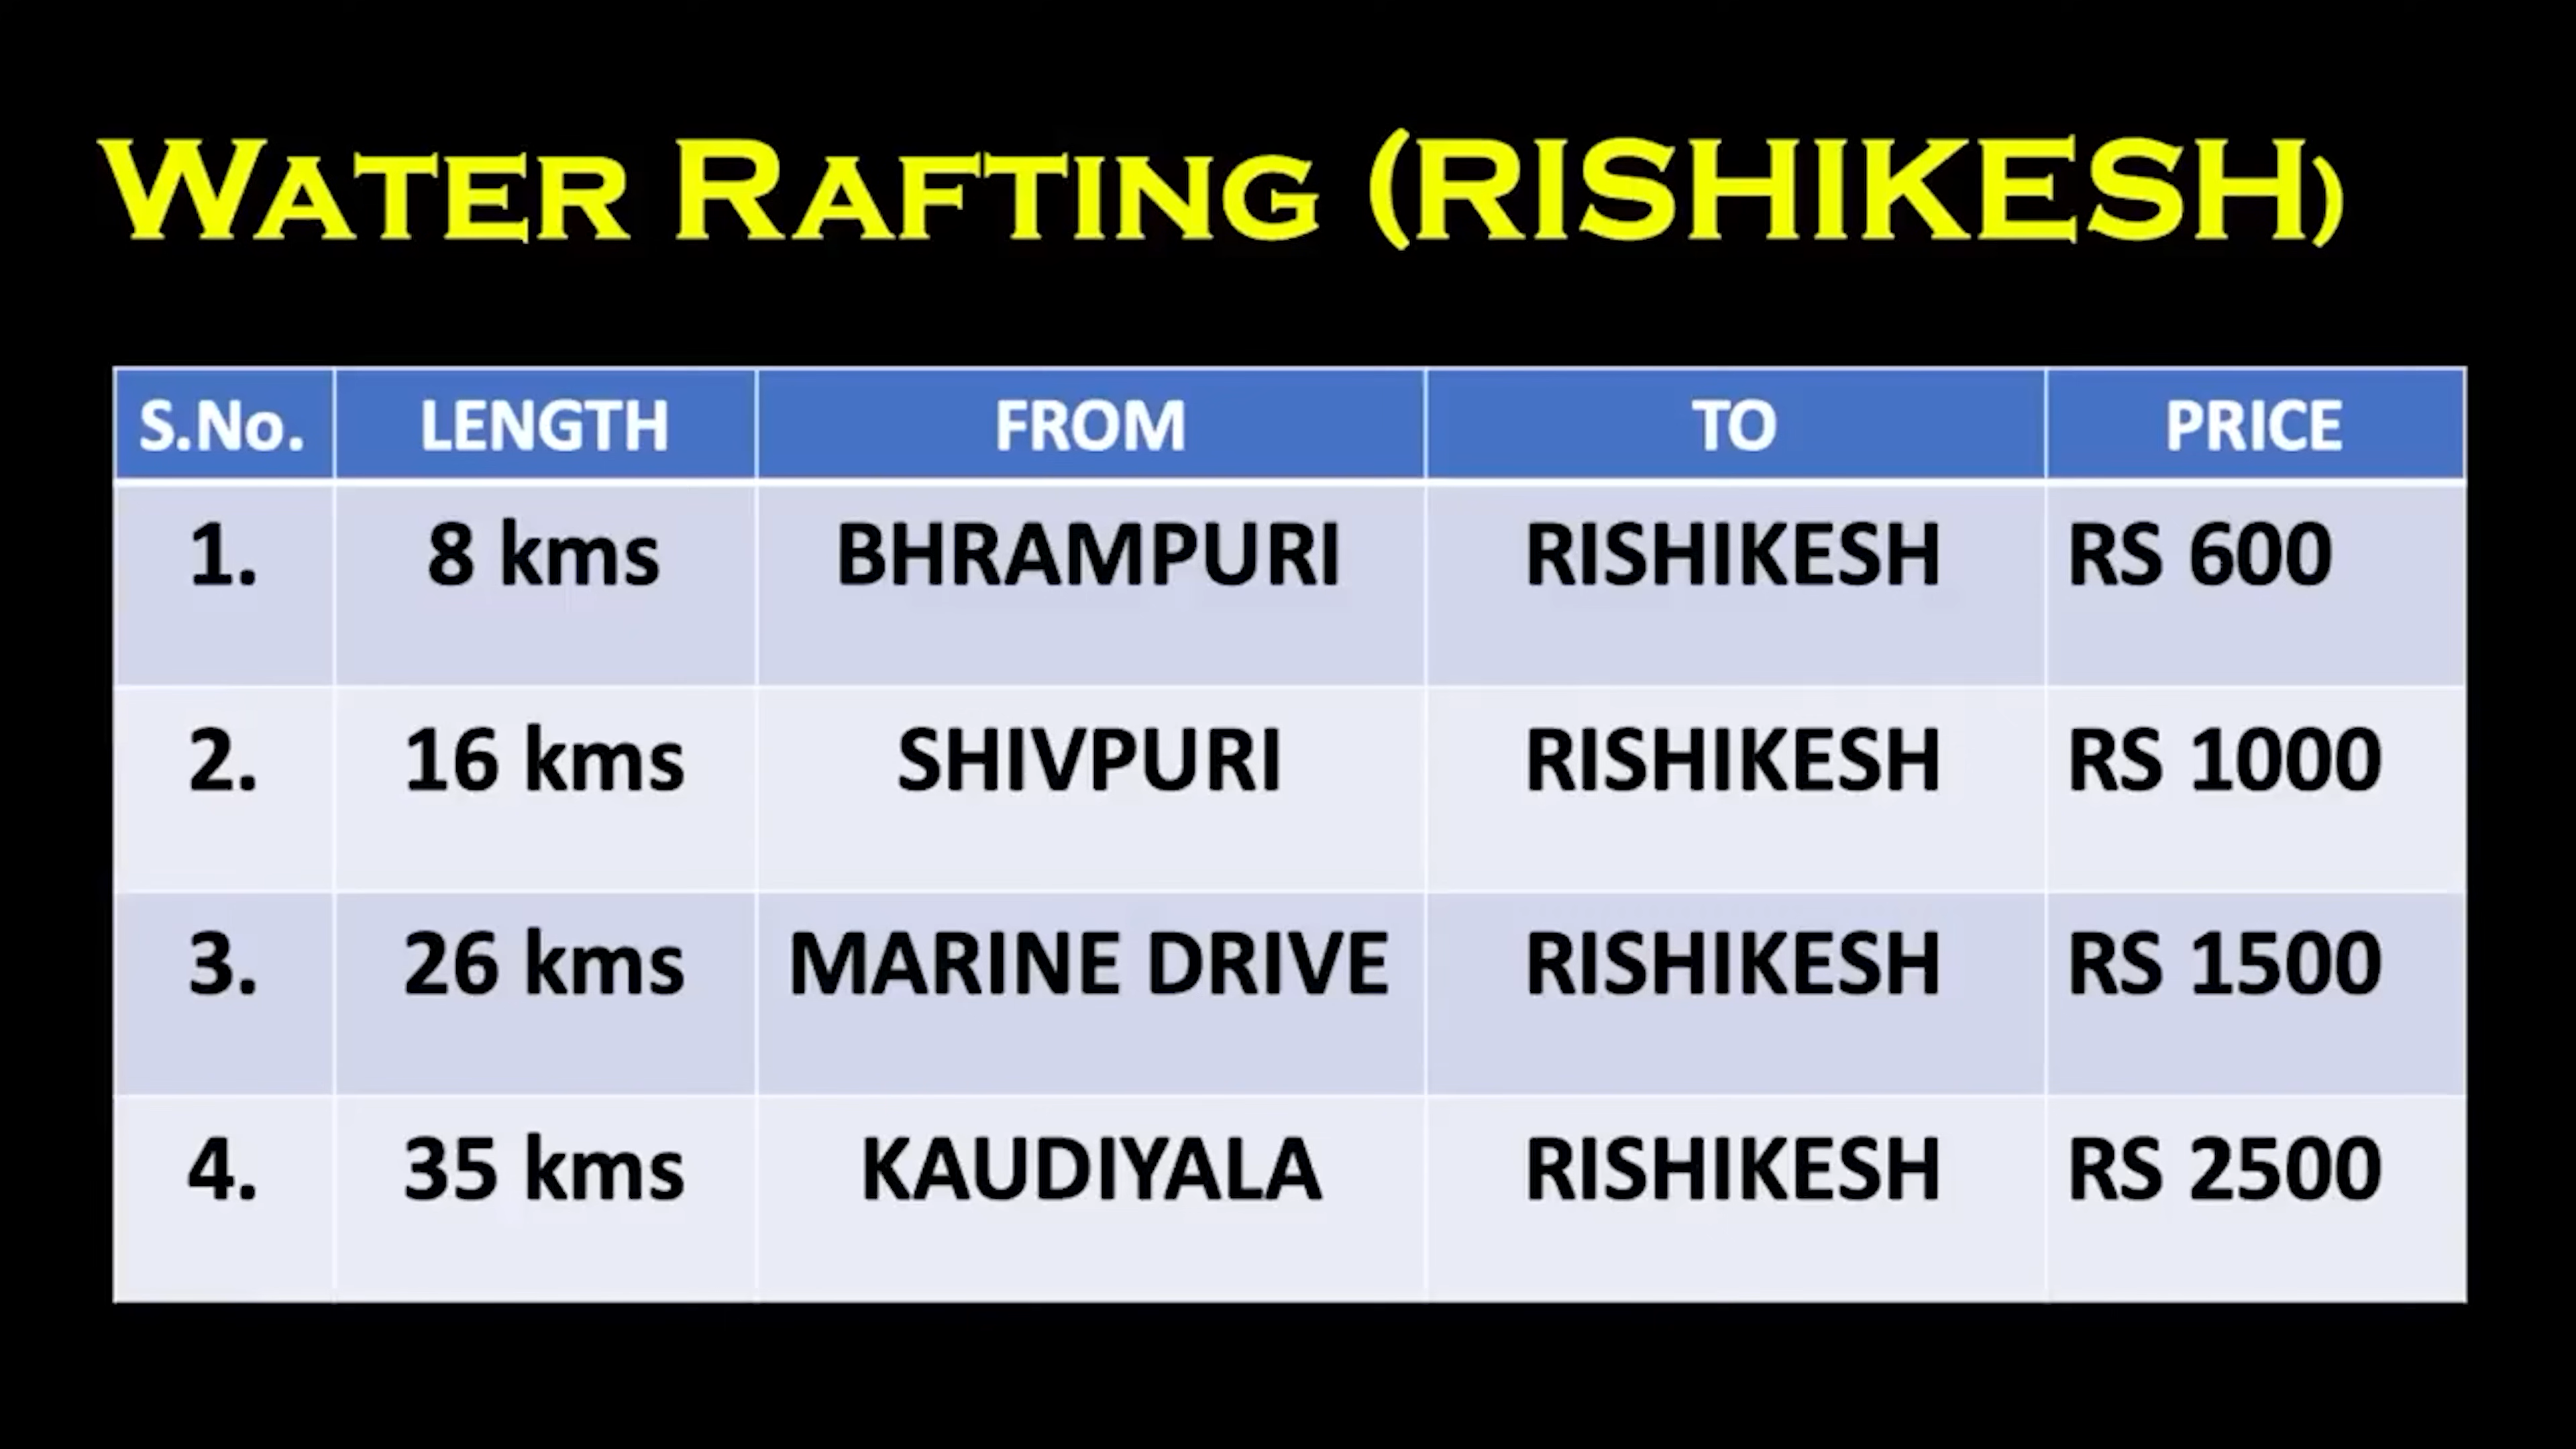 WATER RAFTING (RISHIKESH)
S.No. LENGTH FROM TO PRICE
1. 8 kms BHRAMPURI RISHIKESH RS 600
2. 16 kms SHIVPURI RISHIKESH RS 1000
3. 26 kms MARINE DRIVE RISHIKESH RS 1500
4. 35 kms KAUDIYALA RISHIKESH RS 2500